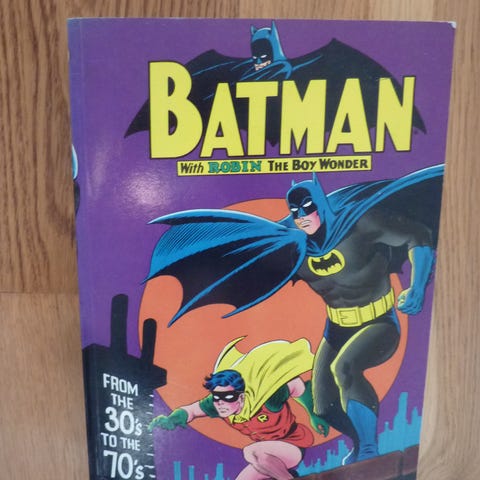 BATMAN
With ROBIN THE BOY WONDER
R
FROM
THE
30's
TO THE
70's